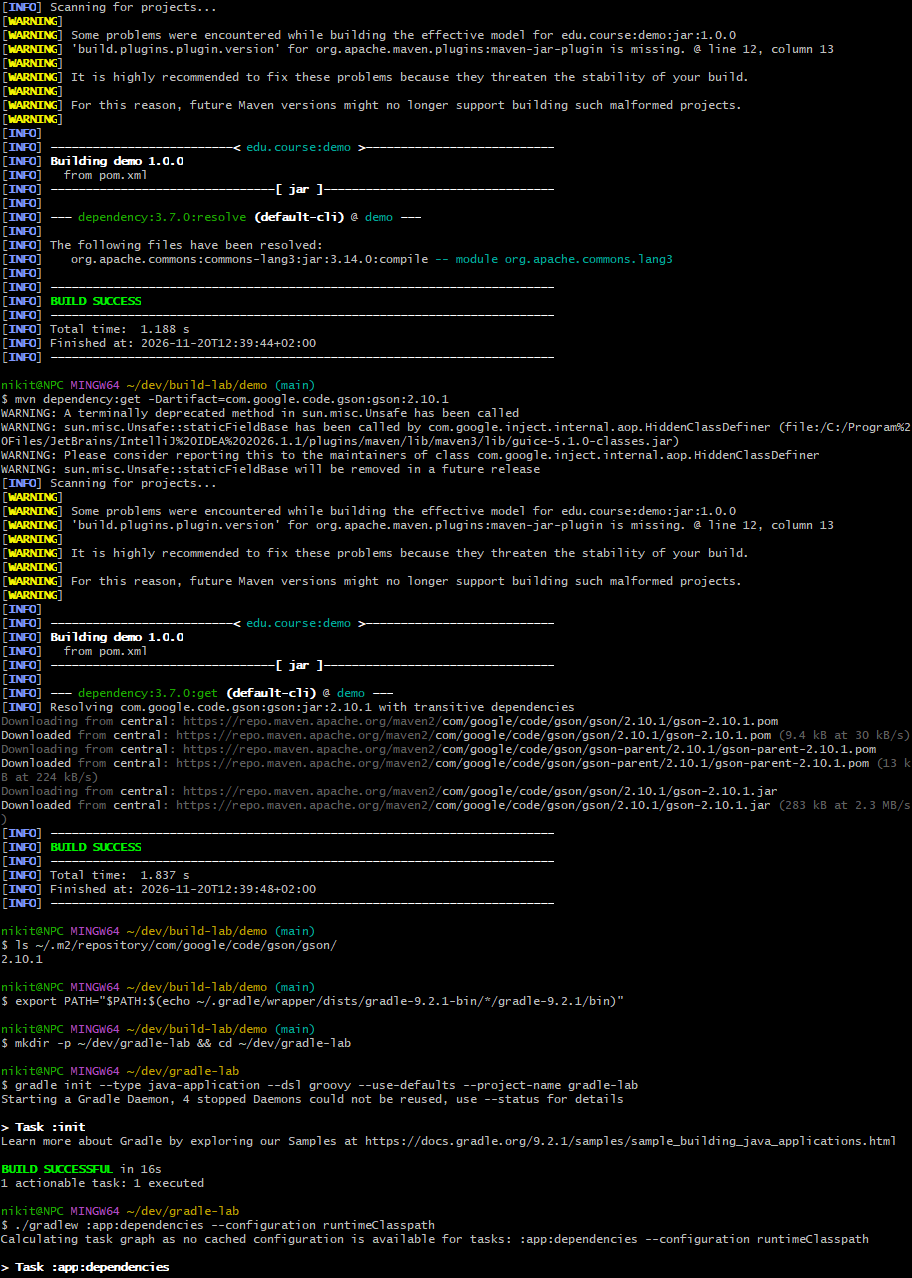 [INFO] Scanning for projects...
[WARNING]
[WARNING] Some problems were encountered while building the effective model for edu.course:demo:jar:1.0.0
[WARNING] 'build.plugins.plugin.version' for org.apache.maven.plugins:maven-jar-plugin is missing. @ line 12, column 13
[WARNING]
[WARNING] It is highly recommended to fix these problems because they threaten the stability of your build.
[WARNING]
[WARNING] For this reason, future Maven versions might no longer support building such malformed projects.
[WARNING]
[INFO]
[INFO] --------------------------< edu.course:demo >---------------------------
[INFO] Building demo 1.0.0
[INFO]   from pom.xml
[INFO] --------------------------------[ jar ]---------------------------------
[INFO]
[INFO] --- dependency:3.7.0:resolve (default-cli) @ demo ---
[INFO]
[INFO] The following files have been resolved:
[INFO]    org.apache.commons:commons-lang3:jar:3.14.0:compile -- module org.apache.commons.lang3
[INFO]
[INFO] ------------------------------------------------------------------------
[INFO] BUILD SUCCESS
[INFO] ------------------------------------------------------------------------
[INFO] Total time:  1.188 s
[INFO] Finished at: 2026-11-20T12:39:44+02:00
[INFO] ------------------------------------------------------------------------
nikit@NPC MINGW64 ~/dev/build-lab/demo (main)
$ mvn dependency:get -Dartifact=com.google.code.gson:gson:2.10.1
WARNING: A terminally deprecated method in sun.misc.Unsafe has been called
WARNING: sun.misc.Unsafe::staticFieldBase has been called by com.google.inject.internal.aop.HiddenClassDefiner (file:/C:/Program%2
0Files/JetBrains/IntelliJ%20IDEA%202026.1.1/plugins/maven/lib/maven3/lib/guice-5.1.0-classes.jar)
WARNING: Please consider reporting this to the maintainers of class com.google.inject.internal.aop.HiddenClassDefiner
WARNING: sun.misc.Unsafe::staticFieldBase will be removed in a future release
[INFO] Scanning for projects...
[WARNING]
[WARNING] Some problems were encountered while building the effective model for edu.course:demo:jar:1.0.0
[WARNING] 'build.plugins.plugin.version' for org.apache.maven.plugins:maven-jar-plugin is missing. @ line 12, column 13
[WARNING]
[WARNING] It is highly recommended to fix these problems because they threaten the stability of your build.
[WARNING]
[WARNING] For this reason, future Maven versions might no longer support building such malformed projects.
[WARNING]
[INFO]
[INFO] --------------------------< edu.course:demo >---------------------------
[INFO] Building demo 1.0.0
[INFO]   from pom.xml
[INFO] --------------------------------[ jar ]---------------------------------
[INFO]
[INFO] --- dependency:3.7.0:get (default-cli) @ demo ---
[INFO] Resolving com.google.code.gson:gson:jar:2.10.1 with transitive dependencies
Downloading from central: https://repo.maven.apache.org/maven2/com/google/code/gson/gson/2.10.1/gson-2.10.1.pom
Downloaded from central: https://repo.maven.apache.org/maven2/com/google/code/gson/gson/2.10.1/gson-2.10.1.pom (9.4 kB at 30 kB/s)
Downloading from central: https://repo.maven.apache.org/maven2/com/google/code/gson/gson-parent/2.10.1/gson-parent-2.10.1.pom
Downloaded from central: https://repo.maven.apache.org/maven2/com/google/code/gson/gson-parent/2.10.1/gson-parent-2.10.1.pom (13 k
B at 224 kB/s)
Downloading from central: https://repo.maven.apache.org/maven2/com/google/code/gson/gson/2.10.1/gson-2.10.1.jar
Downloaded from central: https://repo.maven.apache.org/maven2/com/google/code/gson/gson/2.10.1/gson-2.10.1.jar (283 kB at 2.3 MB/s
)
[INFO] ------------------------------------------------------------------------
[INFO] BUILD SUCCESS
[INFO] ------------------------------------------------------------------------
[INFO] Total time:  1.837 s
[INFO] Finished at: 2026-11-20T12:39:48+02:00
[INFO] ------------------------------------------------------------------------
nikit@NPC MINGW64 ~/dev/build-lab/demo (main)
$ ls ~/.m2/repository/com/google/code/gson/gson/
2.10.1
nikit@NPC MINGW64 ~/dev/build-lab/demo (main)
$ export PATH="$PATH:$(echo ~/.gradle/wrapper/dists/gradle-9.2.1-bin/*/gradle-9.2.1/bin)"
nikit@NPC MINGW64 ~/dev/build-lab/demo (main)
$ mkdir -p ~/dev/gradle-lab && cd ~/dev/gradle-lab
nikit@NPC MINGW64 ~/dev/gradle-lab
$ gradle init --type java-application --dsl groovy --use-defaults --project-name gradle-lab
Starting a Gradle Daemon, 4 stopped Daemons could not be reused, use --status for details
> Task :init
Learn more about Gradle by exploring our Samples at https://docs.gradle.org/9.2.1/samples/sample_building_java_applications.html
BUILD SUCCESSFUL in 16s
1 actionable task: 1 executed
nikit@NPC MINGW64 ~/dev/gradle-lab
$ ./gradlew :app:dependencies --configuration runtimeClasspath
Calculating task graph as no cached configuration is available for tasks: :app:dependencies --configuration runtimeClasspath
> Task :app:dependencies